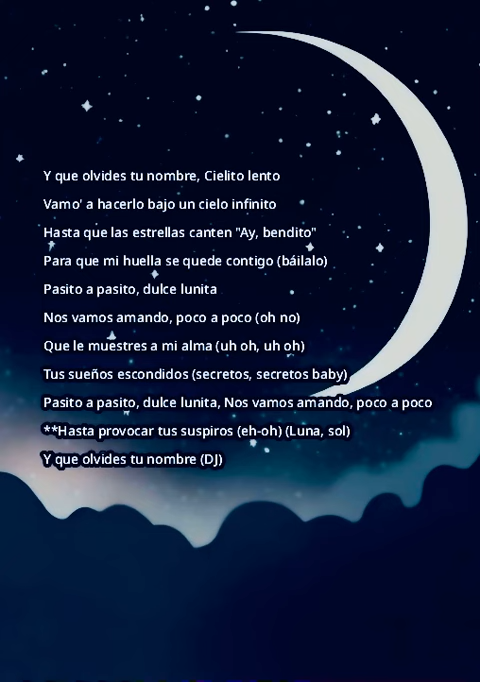 Y que olvides tu nombre, Cielito lento
Vamo' a hacerlo bajo un cielo infinito
Hasta que las estrellas canten "Ay, bendito"
Para que mi huella se quede contigo (báilalo)
Pasito a pasito, dulce lunita
Nos vamos amando, poco a poco (oh no)
Que le muestres a mi alma (uh oh, uh oh)
Tus sueños escondidos (secretos, secretos baby)
Pasito a pasito, dulce lunita, Nos vamos amando, poco a poco
**Hasta provocar tus suspiros (eh-oh) (Luna, sol)
Y que olvides tu nombre (DJ)